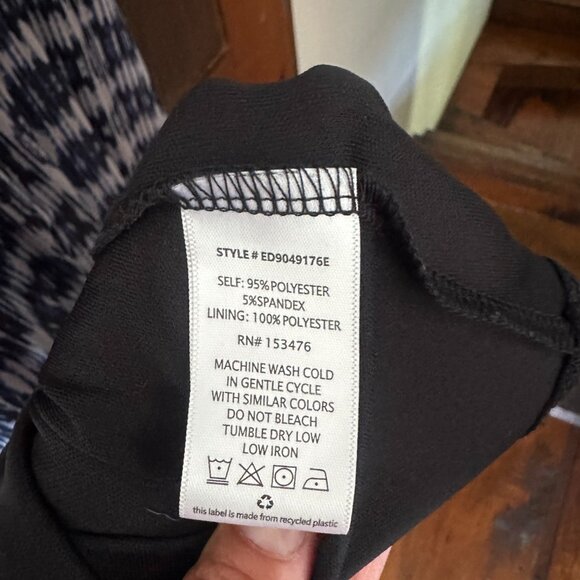 STYLE # ED9049176E
SELF: 95% POLYESTER
5%SPANDEX
LINING: 100% POLYESTER
RN# 153476
MACHINE WASH COLD
IN GENTLE CYCLE
WITH SIMILAR COLORS
DO NOT BLEACH
TUMBLE DRY LOW
LOW IRON
this label is made from recycled plastic